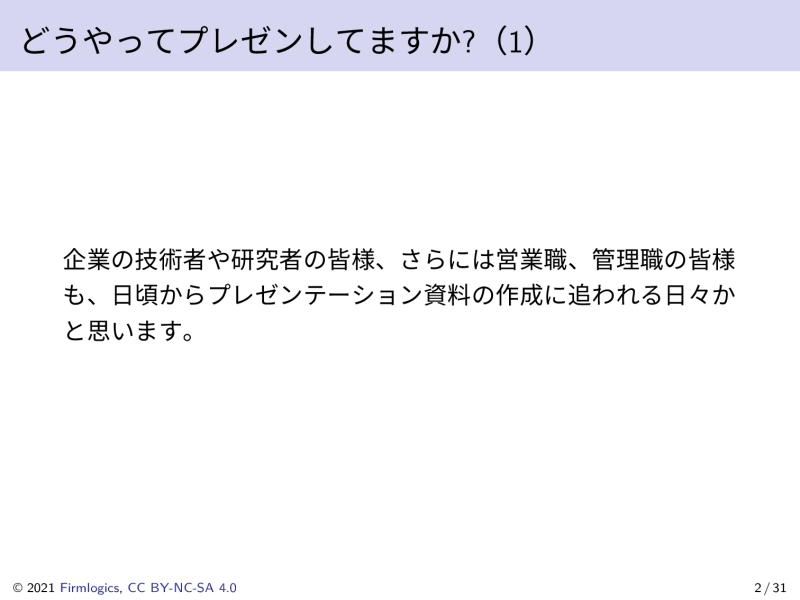 どうやってプレゼンしてますか?（1）
企業の技術者や研究者の皆様、さらには営業職、管理職の皆様
も、日頃からプレゼンテーション資料の作成に追われる日々か
と思います。
© 2021 Firmlogics, CC BY-NC-SA 4.0
2 / 31